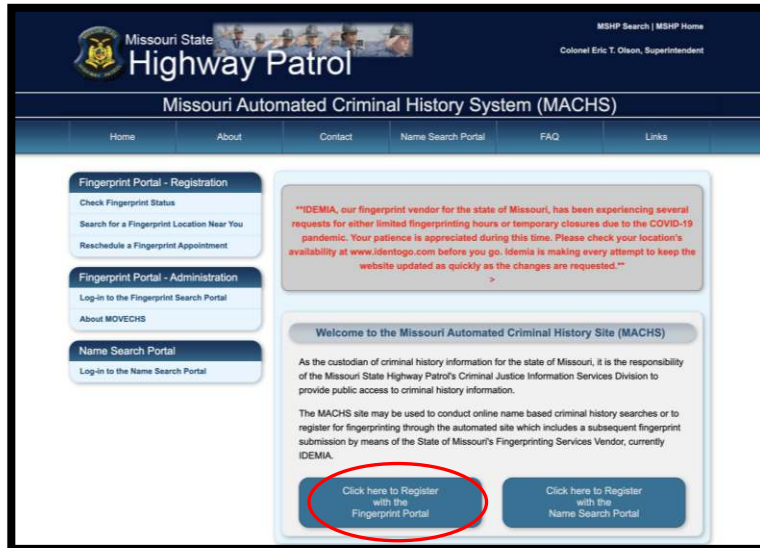 MSHP Search | MSHP Home
Missouri State
Highway Patrol
Colonel Eric T. Olson, Superintendent
Missouri Automated Criminal History System (MACHS)
Home About Contact Name Search Portal FAQ Links
Fingerprint Portal - Registration
Check Fingerprint Status
Search for a Fingerprint Location Near You
Reschedule a Fingerprint Appointment
Fingerprint Portal - Administration
Log-in to the Fingerprint Search Portal
About MOVECHS
Name Search Portal
Log-in to the Name Search Portal
**IDEMIA, our fingerprint vendor for the state of Missouri, has been experiencing several
requests for either limited fingerprinting hours or temporary closures due to the COVID-19
pandemic. Your patience is appreciated during this time. Please check your location's
availability at www.identogo.com before you go. Idemia is making every attempt to keep the
website updated as quickly as the changes are requested.**
>
Welcome to the Missouri Automated Criminal History Site (MACHS)
As the custodian of criminal history information for the state of Missouri, it is the responsibility
of the Missouri State Highway Patrol's Criminal Justice Information Services Division to
provide public access to criminal history information.
The MACHS site may be used to conduct online name based criminal history searches or to
register for fingerprinting through the automated site which includes a subsequent fingerprint
submission by means of the State of Missouri's Fingerprinting Services Vendor, currently
IDEMIA.
Click here to Register
with the
Fingerprint Portal
Click here to Register
with the
Name Search Portal